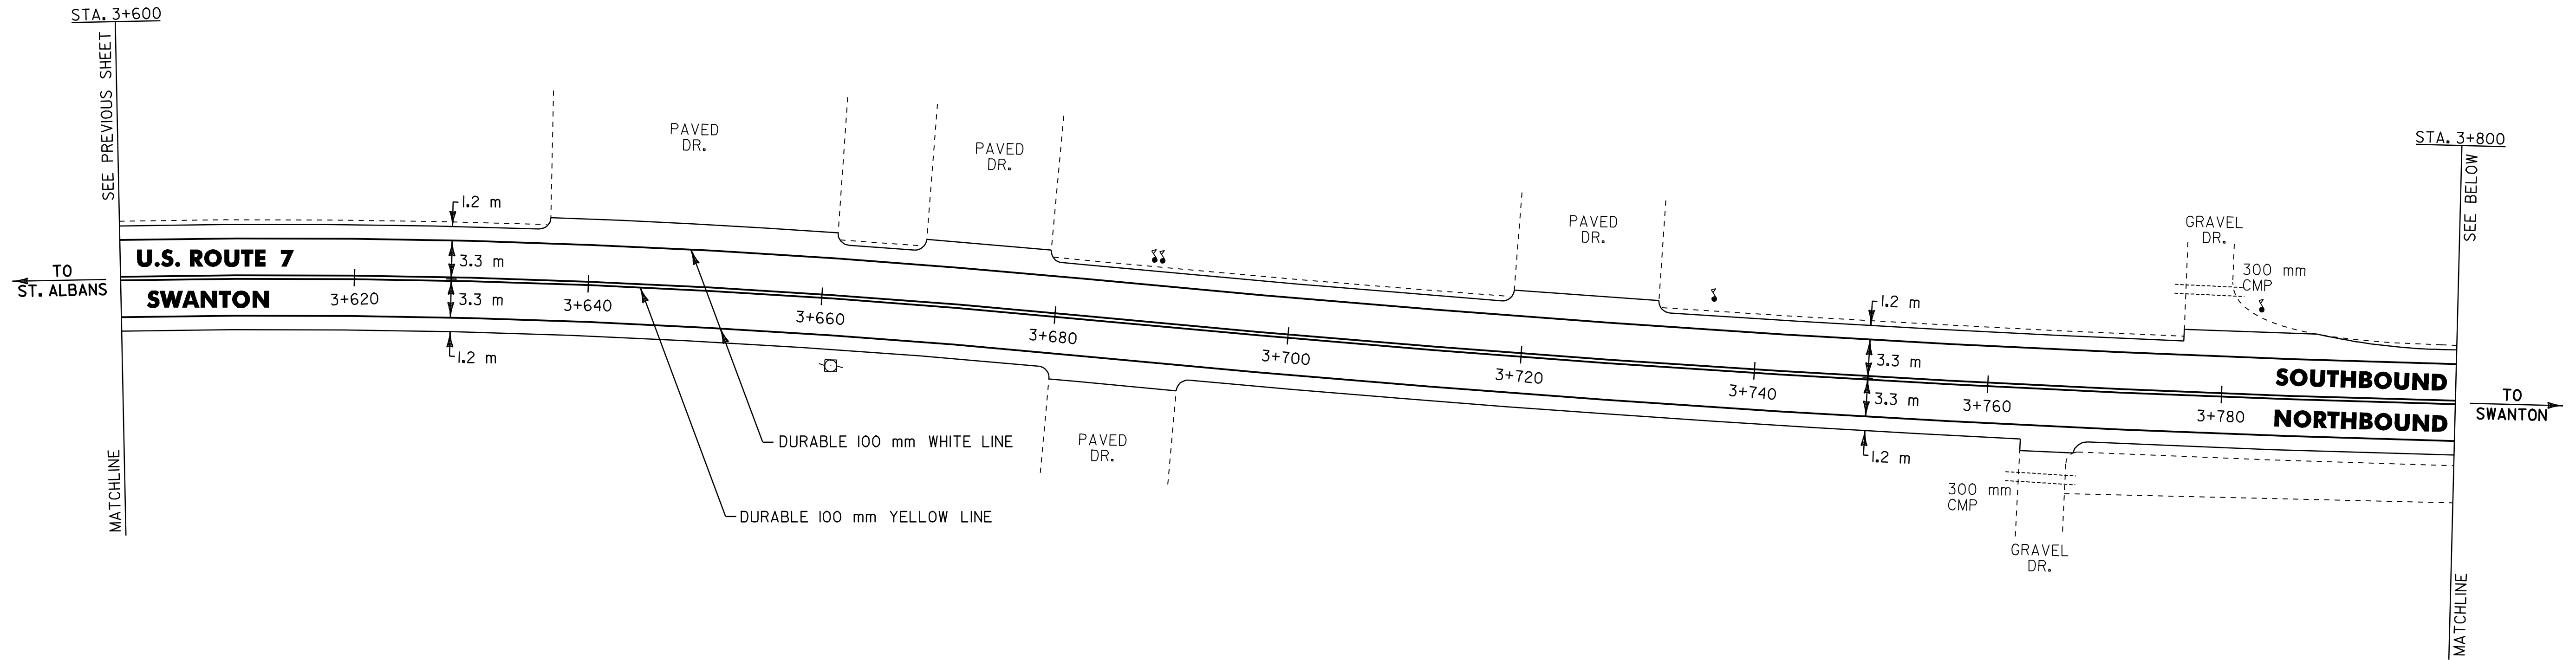 STA. 3+600
SEE PREVIOUS SHEET
MATCHLINE
TO
ST. ALBANS
U.S. ROUTE 7
SWANTON
1.2 m
3.3 m
3.3 m
1.2 m
3+620
3+640
3+660
3+680
3+700
3+720
3+740
3+760
3+780
PAVED
DR.
PAVED
DR.
PAVED
DR.
PAVED
DR.
DURABLE 100 mm WHITE LINE
DURABLE 100 mm YELLOW LINE
1.2 m
3.3 m
3.3 m
1.2 m
GRAVEL
DR.
300 mm
CMP
300 mm
CMP
GRAVEL
DR.
SOUTHBOUND
NORTHBOUND
STA. 3+800
SEE BELOW
MATCHLINE
TO
SWANTON